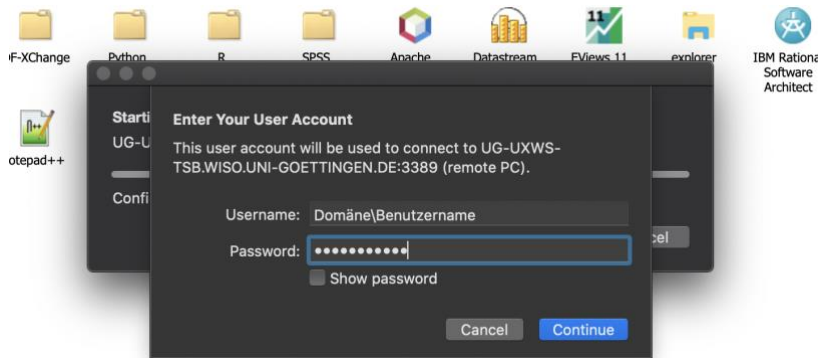 F-XChange
Python
R
SPSS
Apache
Datastream
11
EViews 11
explorer
IBM Rationa
Software
Architect
otepad++
Starti
UG-U
Confi
cel
Enter Your User Account
This user account will be used to connect to UG-UXWS-
TSB.WISO.UNI-GOETTINGEN.DE:3389 (remote PC).
Username: Domäne\Benutzername
Password: •••••••••••
Show password
Cancel Continue